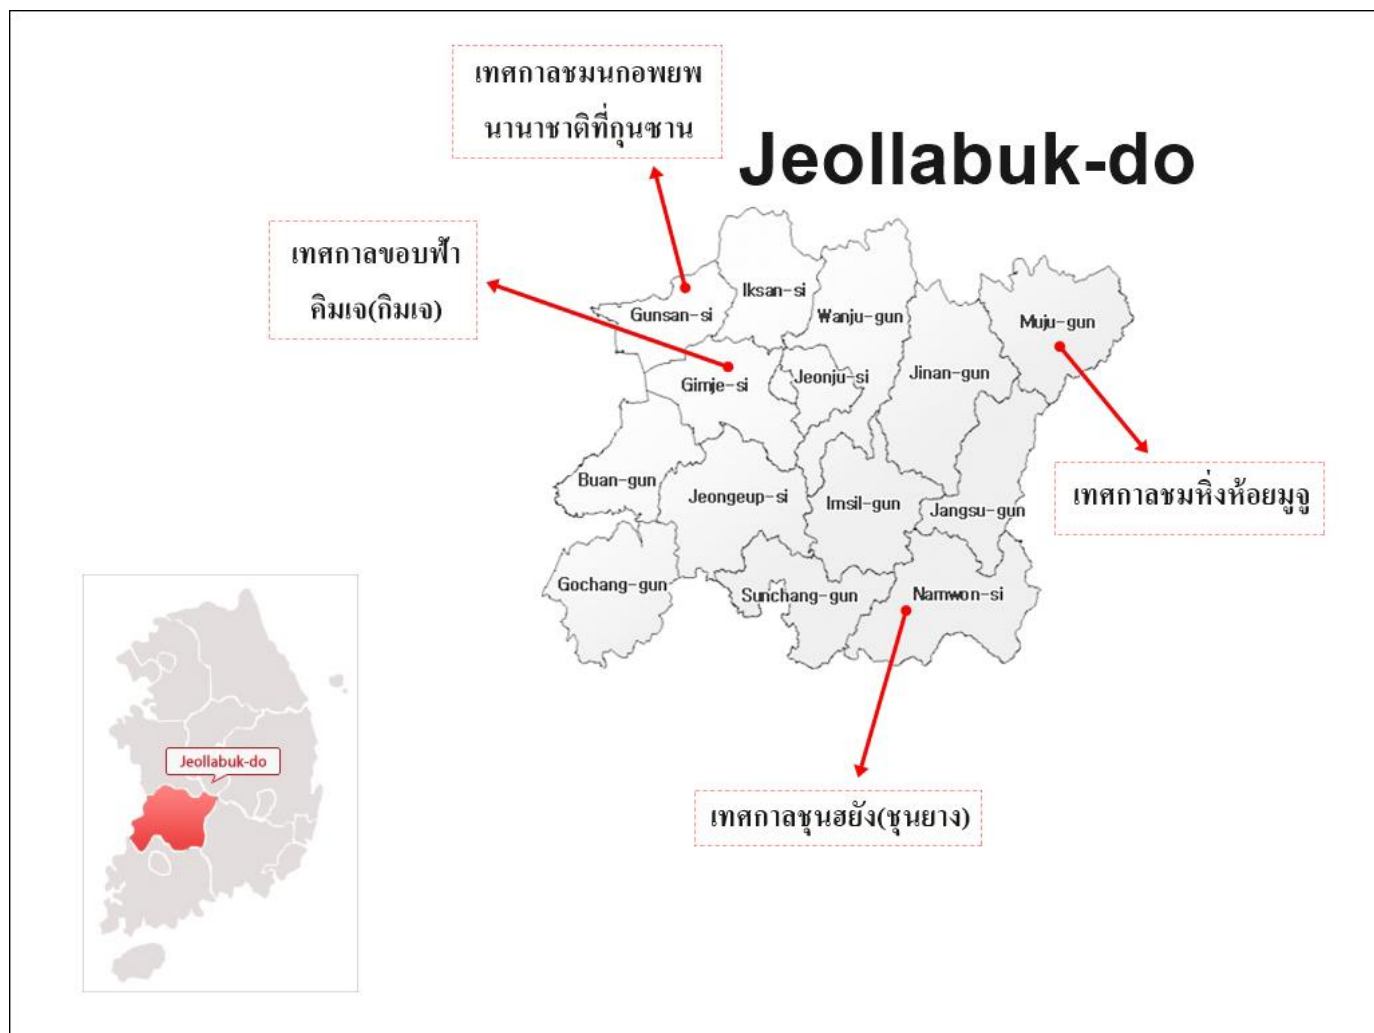 เทศกาลชมนกอพยพ
นานาชาติที่กุนซาน
Jeollabuk-do
เทศกาลขอบฟ้า
คิมเจ(กิมเจ)
Iksan-si
Gunsan-si
Wanju-gun
Muju-gun
Gimje-si
Jeonju-si
Jinan-gun
Buan-gun
Jeongeup-si
Imsil-gun
Jangsu-gun
เทศกาลชมหิ่งห้อยมูจู
Gochang-gun
Sunchang-gun
Namwon-si
Jeollabuk-do
เทศกาลชุนฮยัง(ชุนยาง)